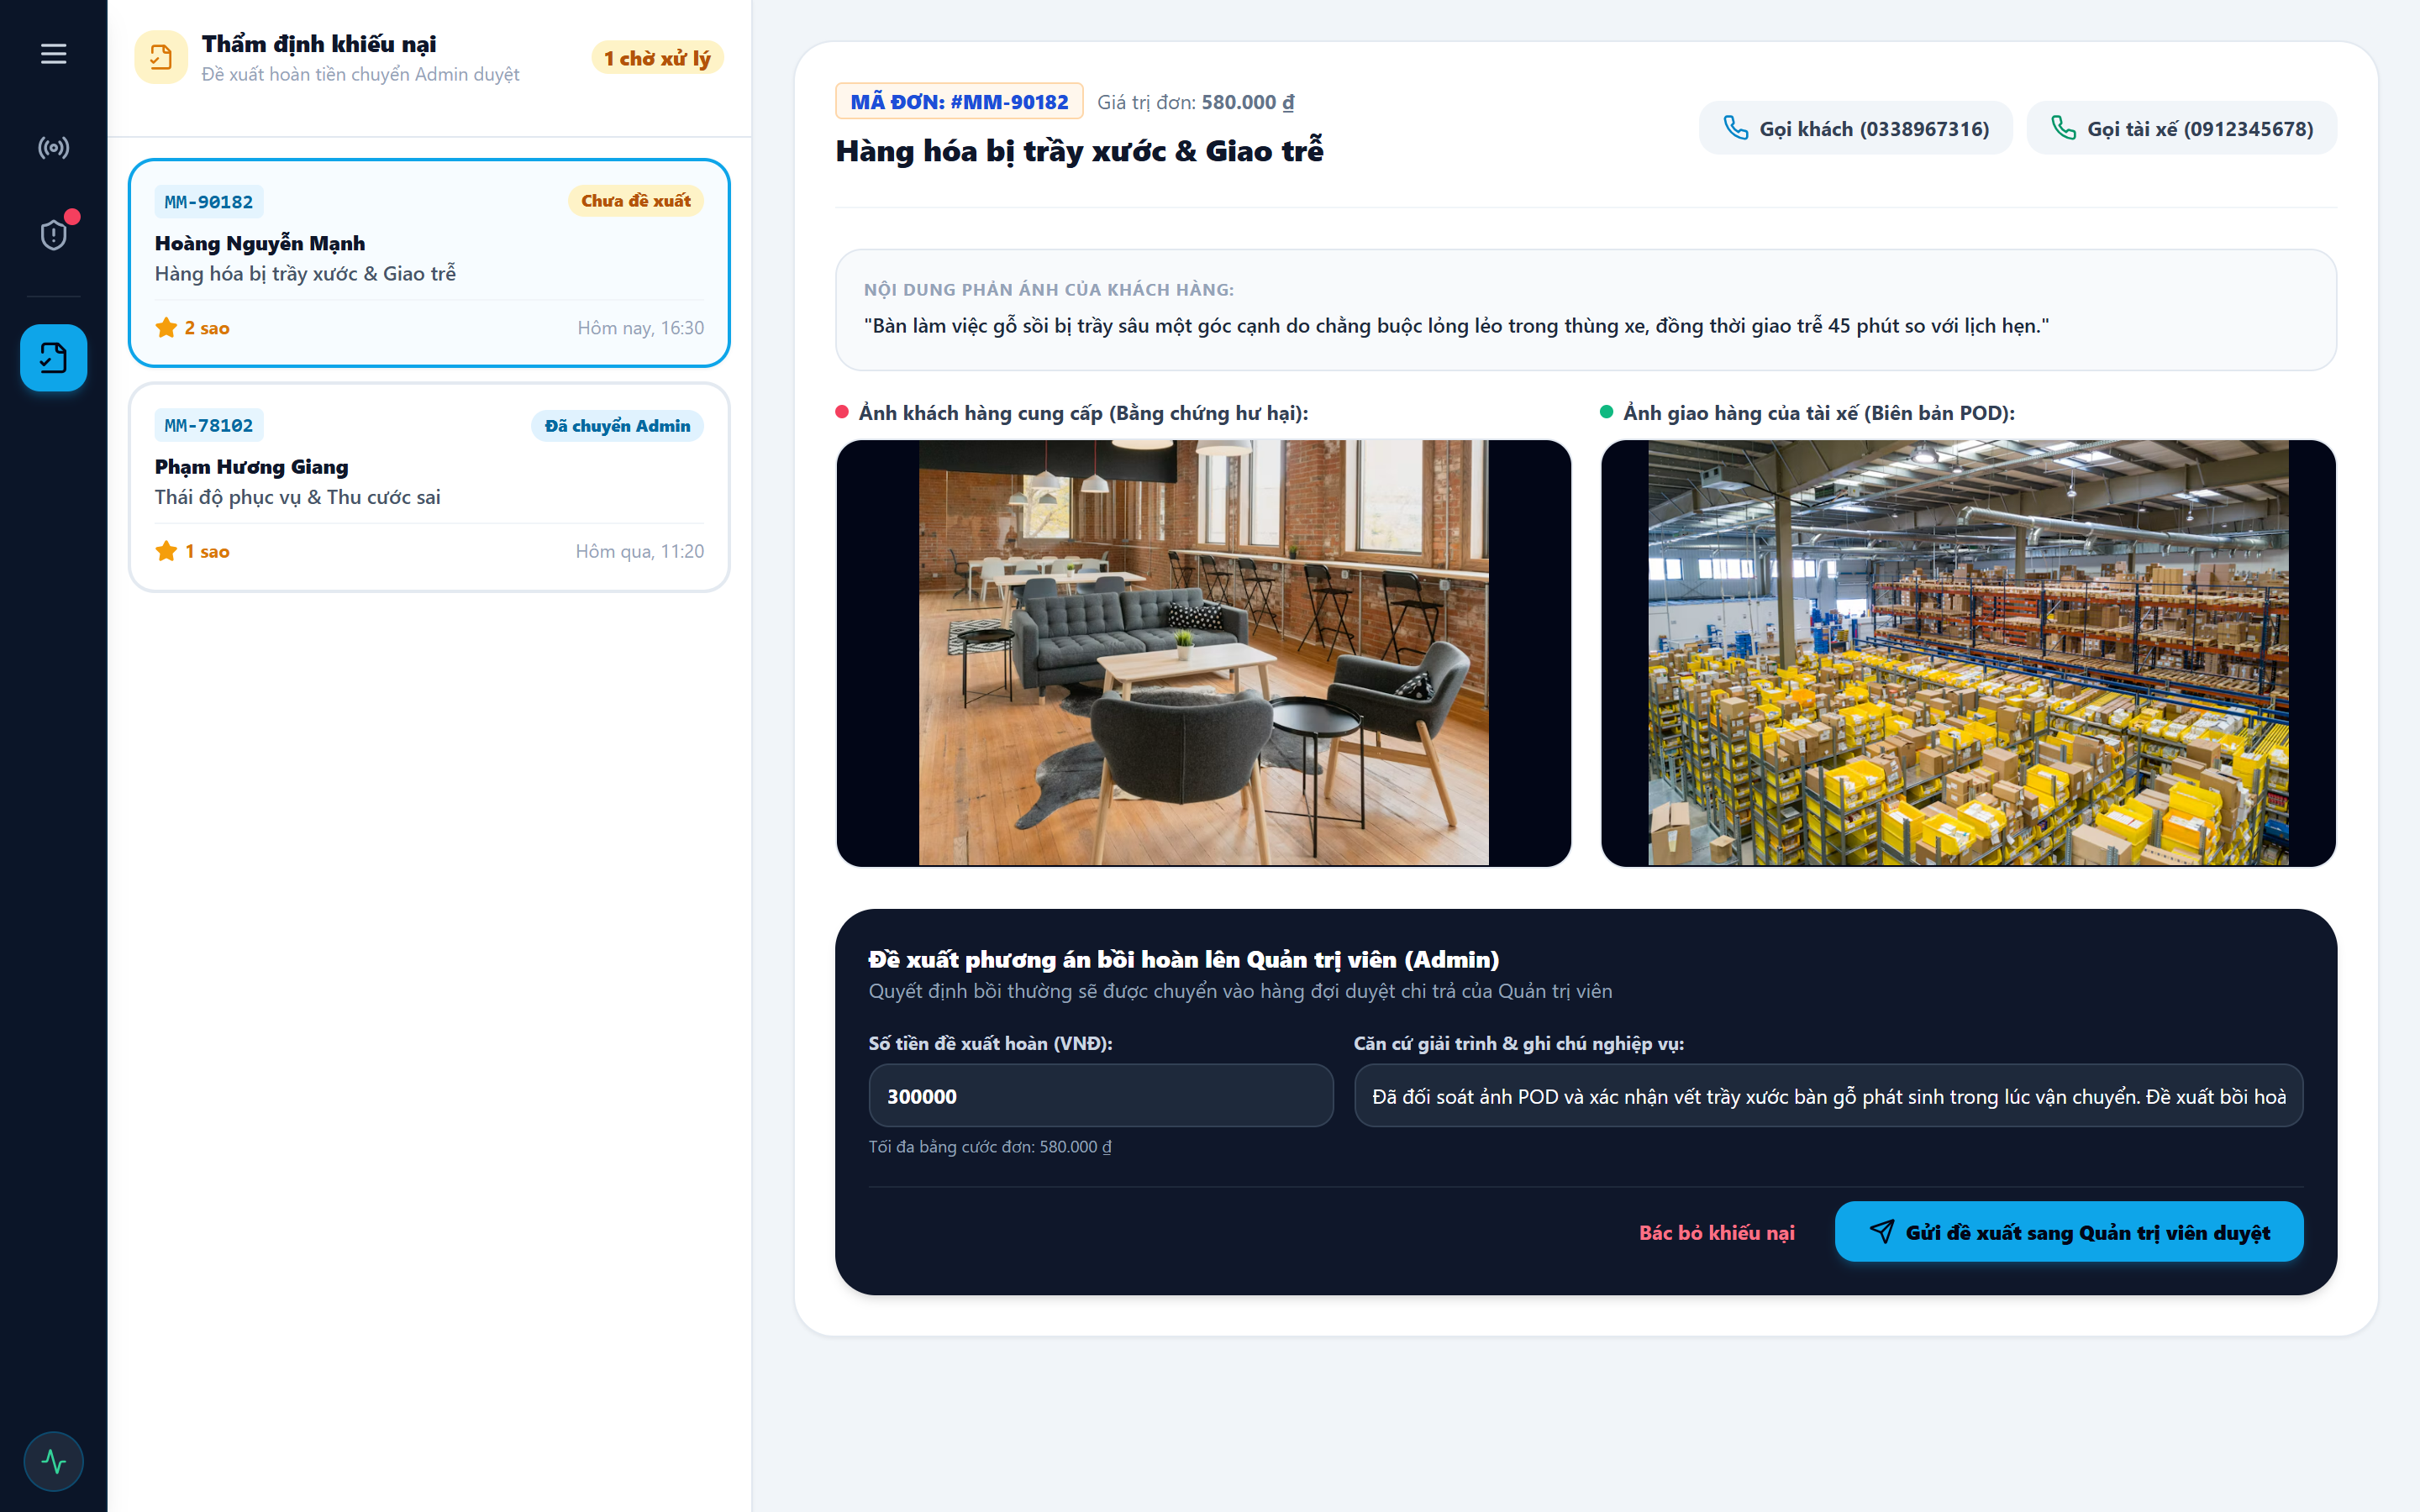 Thẩm định khiếu nại
Đề xuất hoàn tiền chuyển Admin duyệt
1 chờ xử lý
MM-90182
Chưa đề xuất
Hoàng Nguyễn Mạnh
Hàng hóa bị trầy xước & Giao trễ
2 sao
Hôm nay, 16:30
MM-78102
Đã chuyển Admin
Phạm Hương Giang
Thái độ phục vụ & Thu cước sai
1 sao
Hôm qua, 11:20
MÃ ĐƠN: #MM-90182
Giá trị đơn: 580.000 ₫
Hàng hóa bị trầy xước & Giao trễ
Gọi khách (0338967316)
Gọi tài xế (0912345678)
NỘI DUNG PHẢN ÁNH CỦA KHÁCH HÀNG:
"Bàn làm việc gỗ sồi bị trầy sâu một góc cạnh do chằng buộc lỏng lẻo trong thùng xe, đồng thời giao trễ 45 phút so với lịch hẹn."
Ảnh khách hàng cung cấp (Bằng chứng hư hại):
Ảnh giao hàng của tài xế (Biên bản POD):
Đề xuất phương án bồi hoàn lên Quản trị viên (Admin)
Quyết định bồi thường sẽ được chuyển vào hàng đợi duyệt chi trả của Quản trị viên
Số tiền đề xuất hoàn (VNĐ):
Căn cứ giải trình & ghi chú nghiệp vụ:
300000
Đã đối soát ảnh POD và xác nhận vết trầy xước bàn gỗ phát sinh trong lúc vận chuyển. Đề xuất bồi hoà
Tối đa bằng cước đơn: 580.000 ₫
Bác bỏ khiếu nại
Gửi đề xuất sang Quản trị viên duyệt